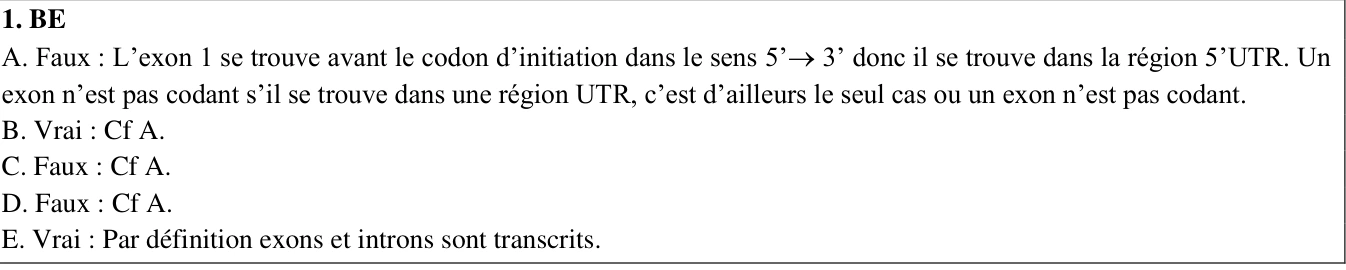 1. BE
A. Faux : L’exon 1 se trouve avant le codon d’initiation dans le sens 5’→ 3’ donc il se trouve dans la région 5’UTR. Un
exon n’est pas codant s’il se trouve dans une région UTR, c’est d’ailleurs le seul cas ou un exon n’est pas codant.
B. Vrai : Cf A.
C. Faux : Cf A.
D. Faux : Cf A.
E. Vrai : Par définition exons et introns sont transcrits.